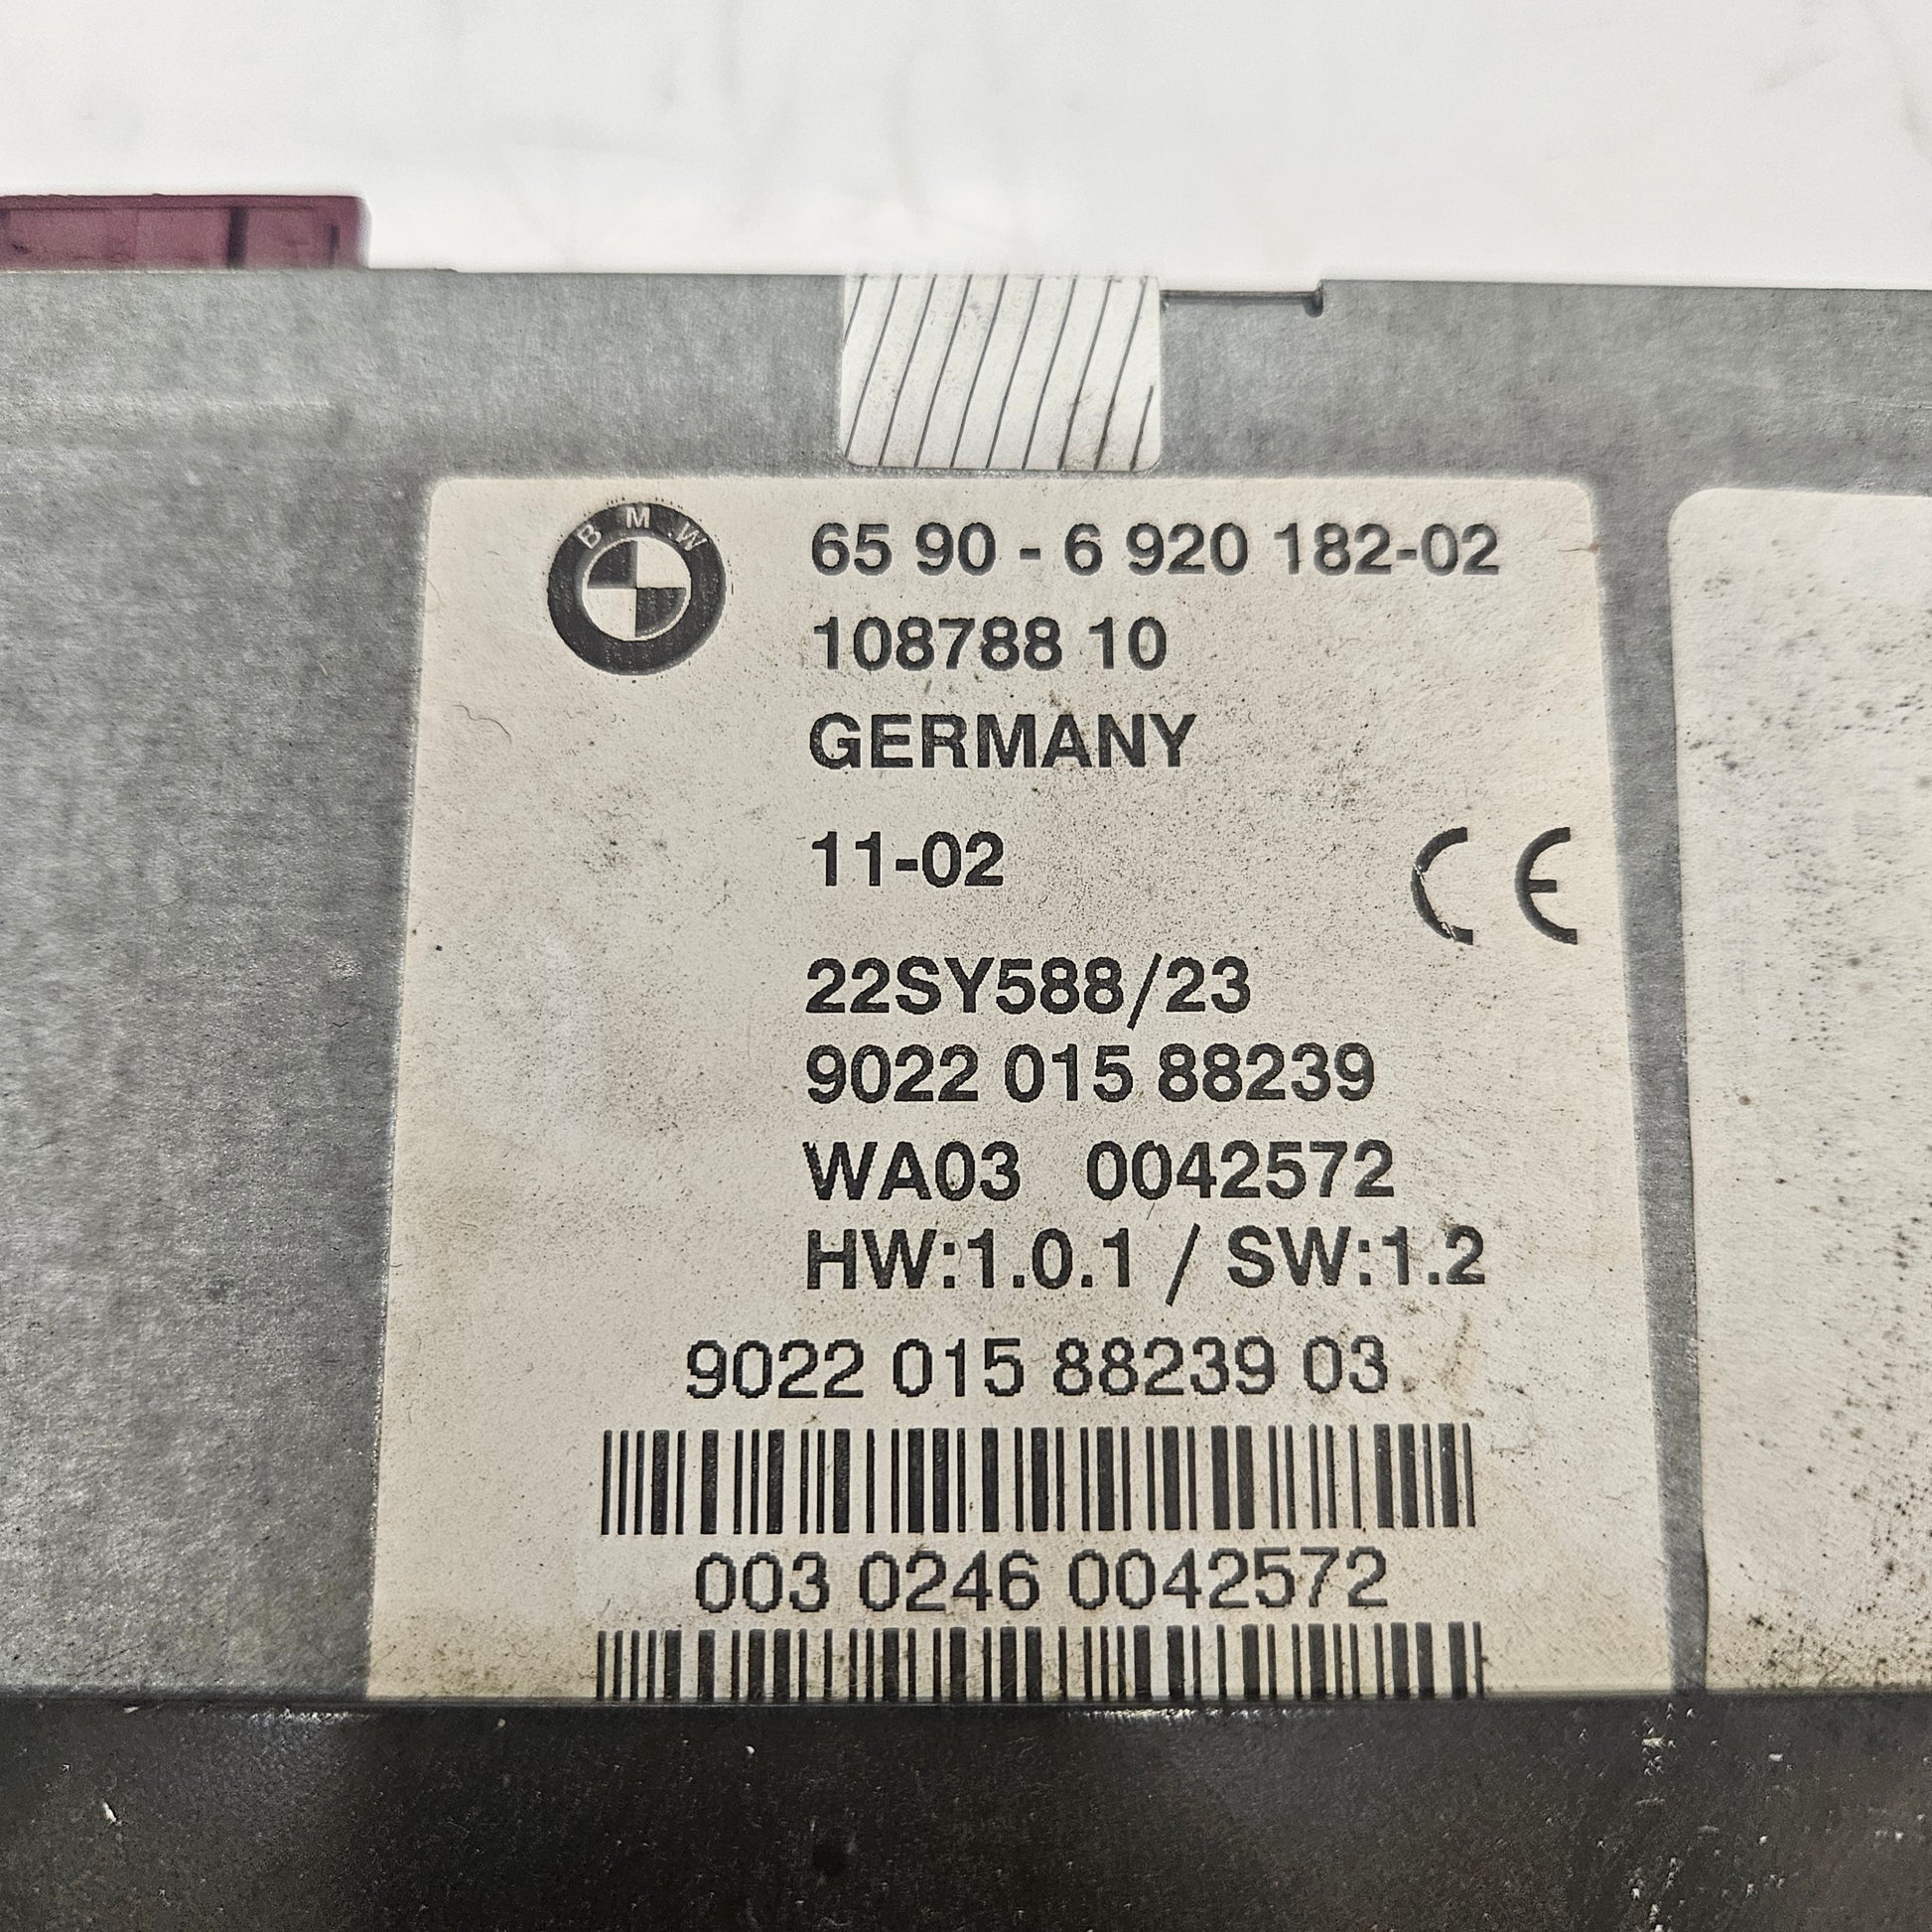 BMW
65 90 - 6 920 182-02
108788 10
GERMANY
11-02
CE
22SY588/23
9022 015 88239
WA03 0042572
HW:1.0.1 / SW:1.2
9022 015 88239 03
003 0246 0042572